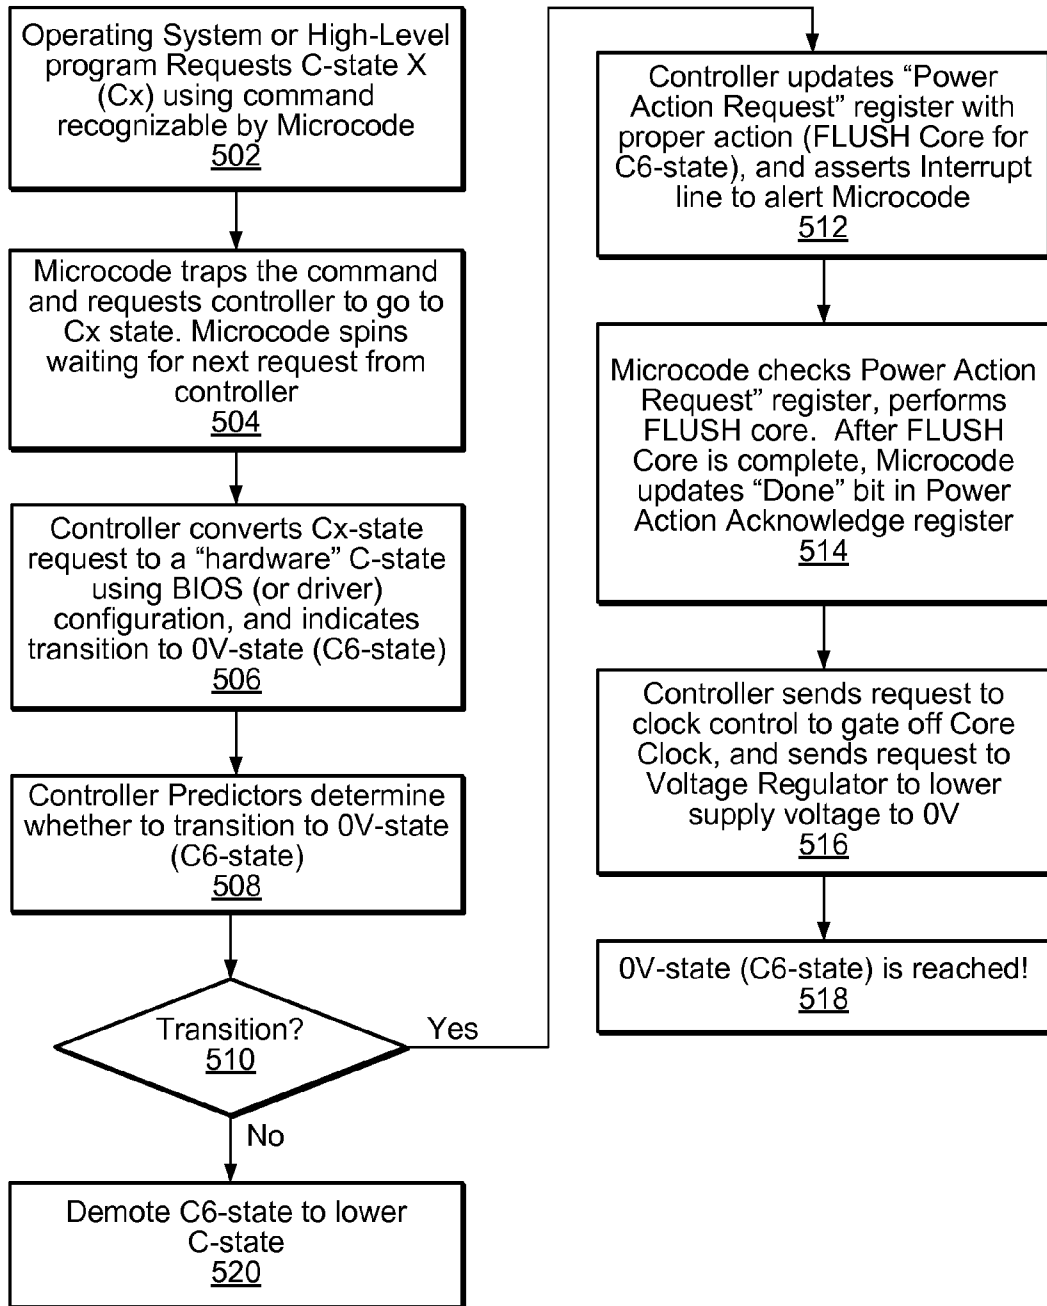 Operating System or High-Level
program Requests C-state X
(Cx) using command
recognizable by Microcode
502
Microcode traps the command
and requests controller to go to
Cx state. Microcode spins
waiting for next request from
controller
504
Controller converts Cx-state
request to a “hardware” C-state
using BIOS (or driver)
configuration, and indicates
transition to 0V-state (C6-state)
506
Controller Predictors determine
whether to transition to 0V-state
(C6-state)
508
Transition?
510
Yes
No
Demote C6-state to lower
C-state
520
Controller updates “Power
Action Request” register with
proper action (FLUSH Core for
C6-state), and asserts Interrupt
line to alert Microcode
512
Microcode checks Power Action
Request” register, performs
FLUSH core. After FLUSH
Core is complete, Microcode
updates “Done” bit in Power
Action Acknowledge register
514
Controller sends request to
clock control to gate off Core
Clock, and sends request to
Voltage Regulator to lower
supply voltage to 0V
516
0V-state (C6-state) is reached!
518